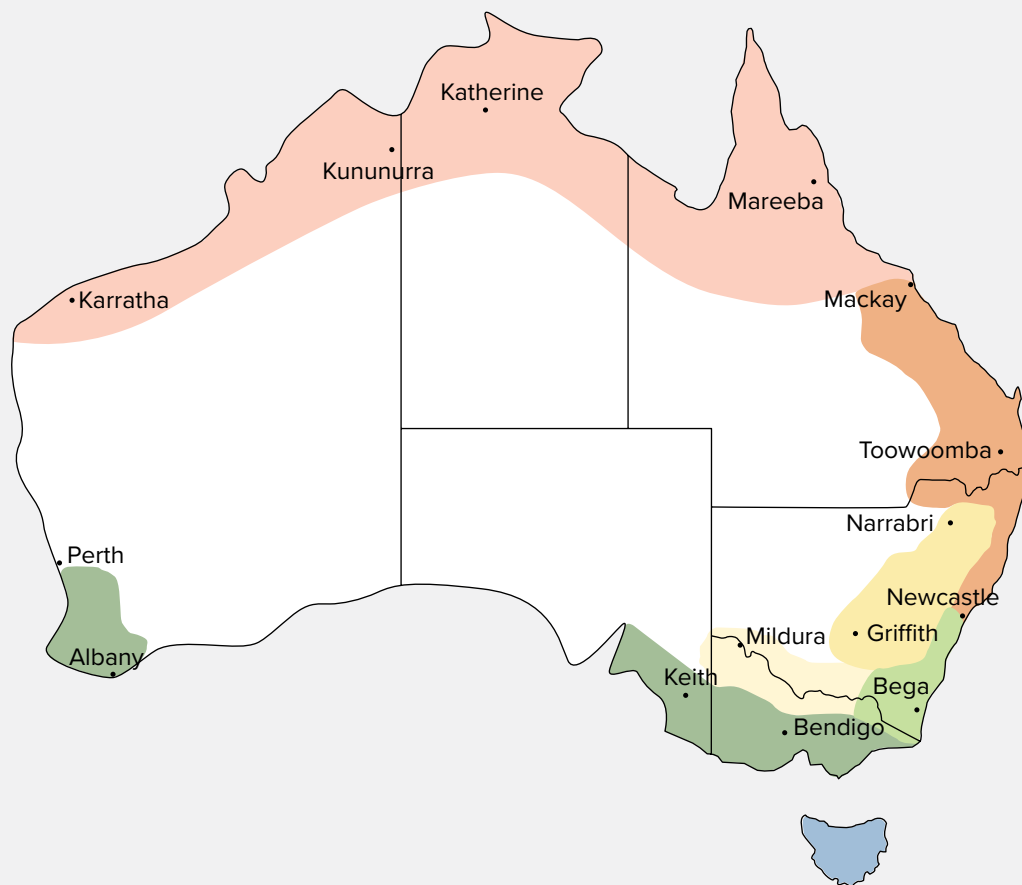 Katherine
Kununurra
Mareeba
Karratha
Mackay
Toowoomba
Narrabri
Perth
Newcastle
Griffith
Mildura
Albany
Keith
Bega
Bendigo